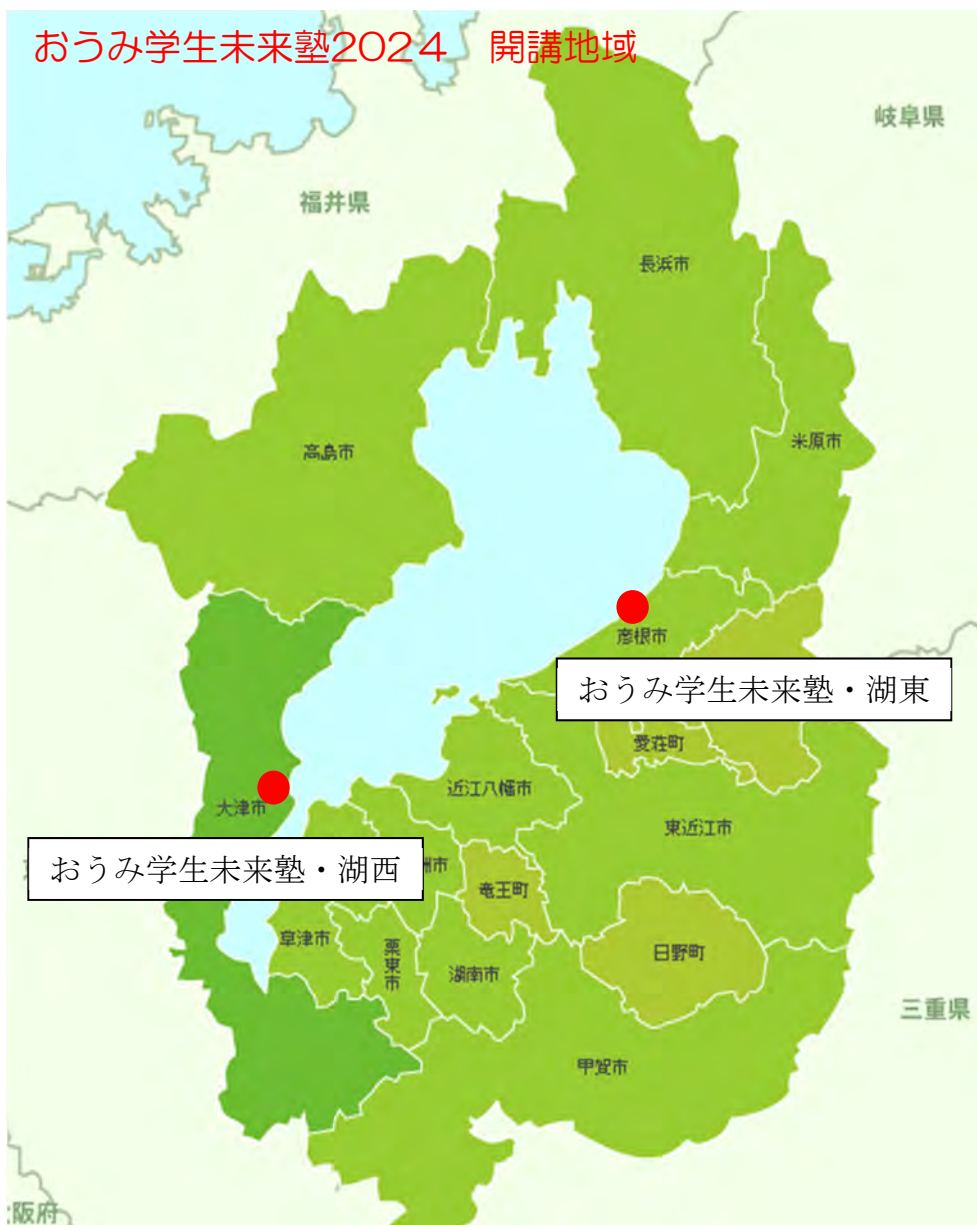 おうみ学生未来塾2024　開講地域
岐阜県
福井県
長浜市
米原市
高島市
彦根市
おうみ学生未来塾・湖東
愛荘町
近江八幡市
大津市
東近江市
おうみ学生未来塾・湖西
洲市
竜王町
草津市
栗東市
湖南市
日野町
三重県
甲賀市
阪府